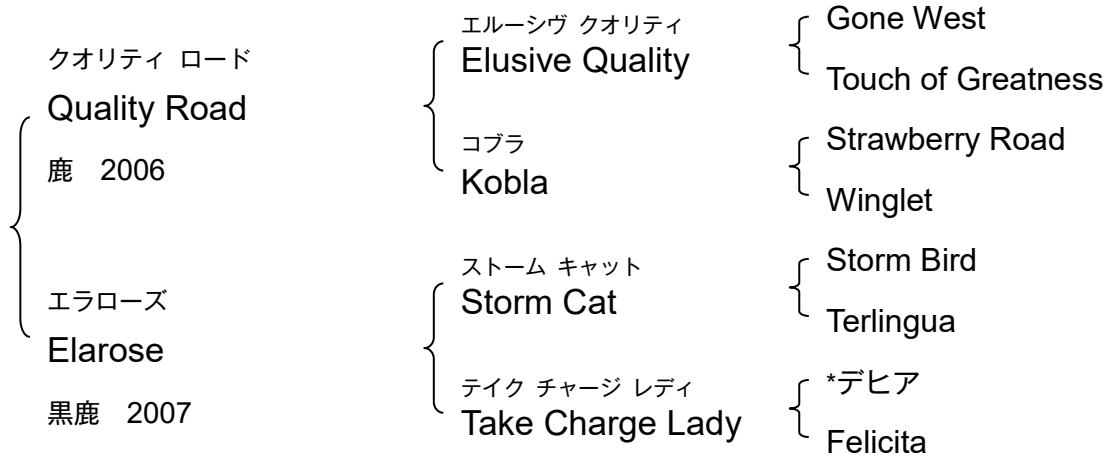 クオリティ ロード
Quality Road
鹿 2006
エラローズ
Elarose
黒鹿 2007
エルーシヴ クオリティ
Elusive Quality
コブラ
Kobla
ストーム キャット
Storm Cat
テイク チャージ レディ
Take Charge Lady
Gone West
Touch of Greatness
Strawberry Road
Winglet
Storm Bird
Terlingua
*デヒア
Felicita